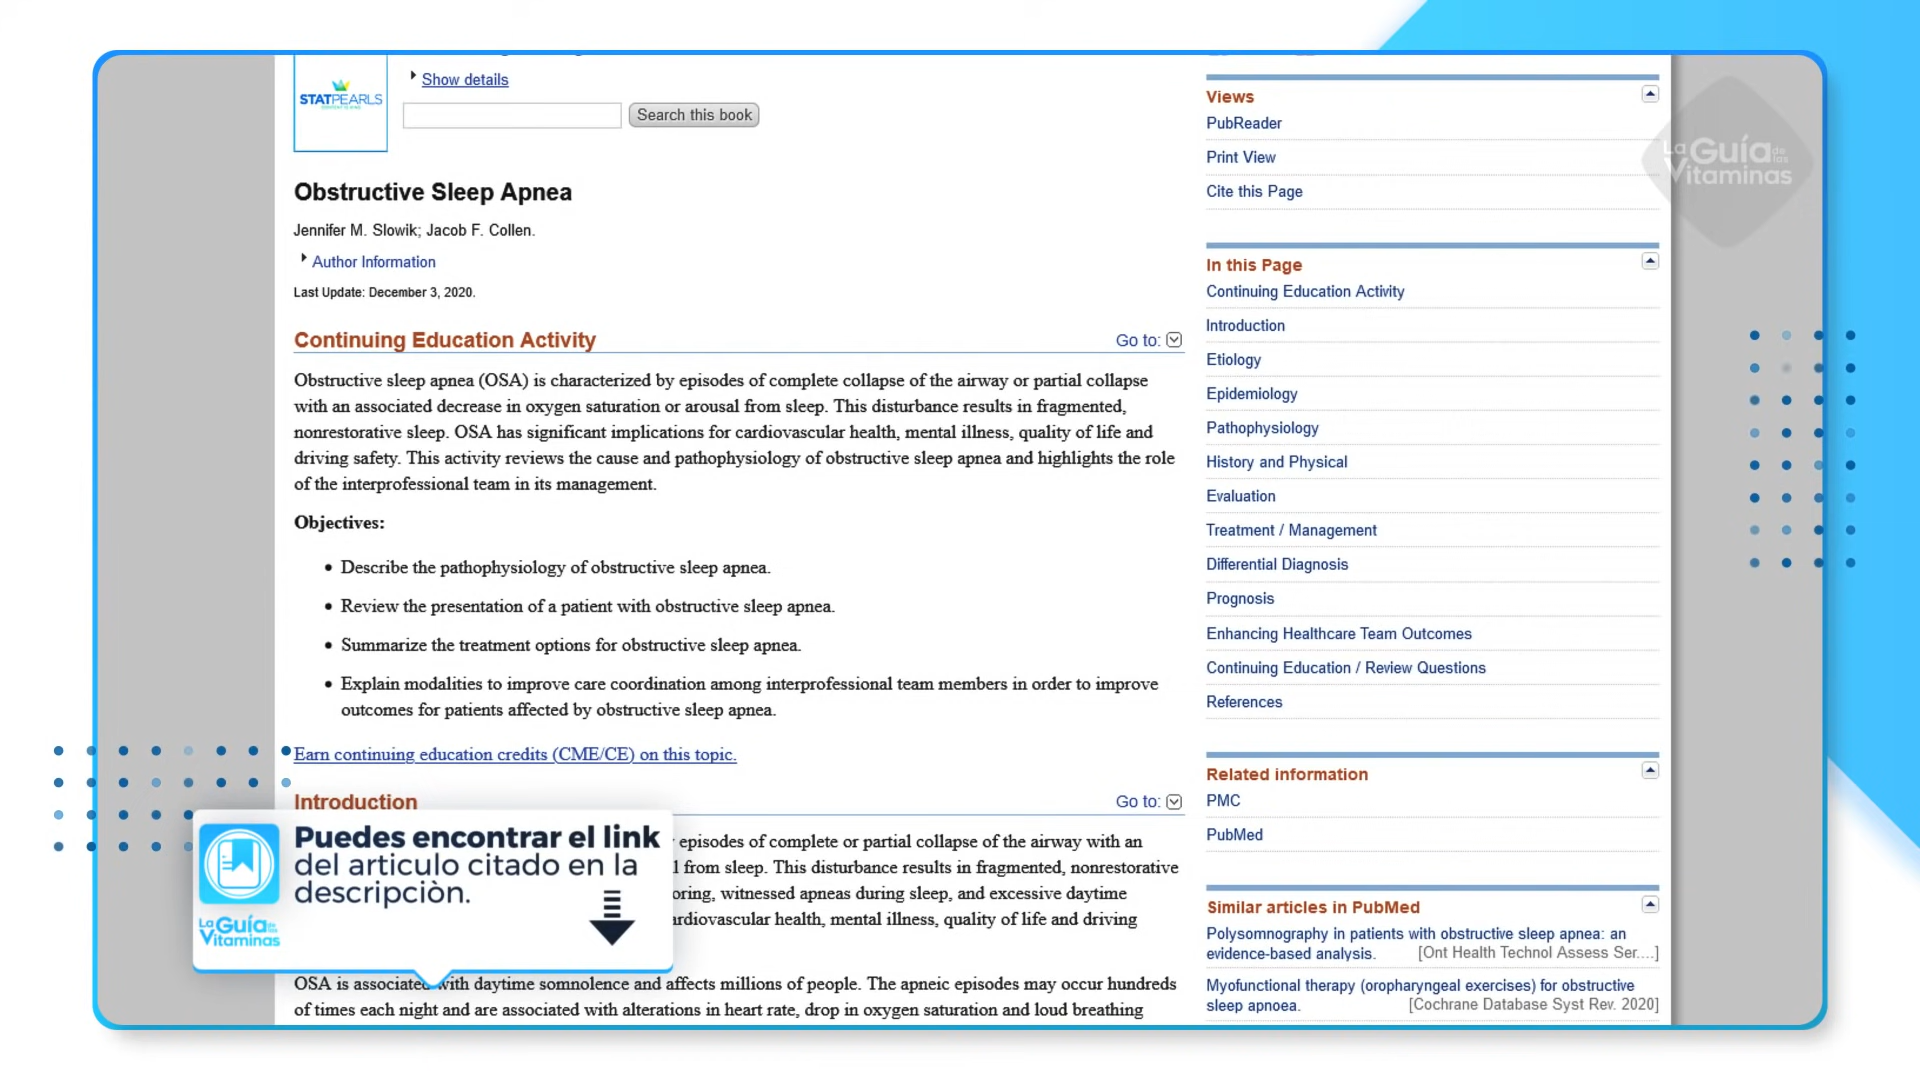 Show details
STATPEARLS
Search this book
Obstructive Sleep Apnea
Jennifer M. Slowik; Jacob F. Collen.
Author Information
Last Update: December 3, 2020.
Continuing Education Activity
Go to:
Obstructive sleep apnea (OSA) is characterized by episodes of complete collapse of the airway or partial collapse
with an associated decrease in oxygen saturation or arousal from sleep. This disturbance results in fragmented,
nonrestorative sleep. OSA has significant implications for cardiovascular health, mental illness, quality of life and
driving safety. This activity reviews the cause and pathophysiology of obstructive sleep apnea and highlights the role
of the interprofessional team in its management.
Objectives:
• Describe the pathophysiology of obstructive sleep apnea.
• Review the presentation of a patient with obstructive sleep apnea.
• Summarize the treatment options for obstructive sleep apnea.
• Explain modalities to improve care coordination among interprofessional team members in order to improve
outcomes for patients affected by obstructive sleep apnea.
Earn continuing education credits (CME/CE) on this topic.
Introduction
Go to:
episodes of complete or partial collapse of the airway with an
from sleep. This disturbance results in fragmented, nonrestorative
oring, witnessed apneas during sleep, and excessive daytime
ardiovascular health, mental illness, quality of life and driving
OSA is associated with daytime somnolence and affects millions of people. The apneic episodes may occur hundreds
of times each night and are associated with alterations in heart rate, drop in oxygen saturation and loud breathing
Puedes encontrar el link
del articulo citado en la
descripciòn.
La Guía de las
Vitaminas
Views
PubReader
Print View
Cite this Page
In this Page
Continuing Education Activity
Introduction
Etiology
Epidemiology
Pathophysiology
History and Physical
Evaluation
Treatment / Management
Differential Diagnosis
Prognosis
Enhancing Healthcare Team Outcomes
Continuing Education / Review Questions
References
Related information
PMC
PubMed
Similar articles in PubMed
Polysomnography in patients with obstructive sleep apnea: an
evidence-based analysis. [Ont Health Technol Assess Ser....]
Myofunctional therapy (oropharyngeal exercises) for obstructive
sleep apnoea. [Cochrane Database Syst Rev. 2020]
La Guía de las
Vitaminas